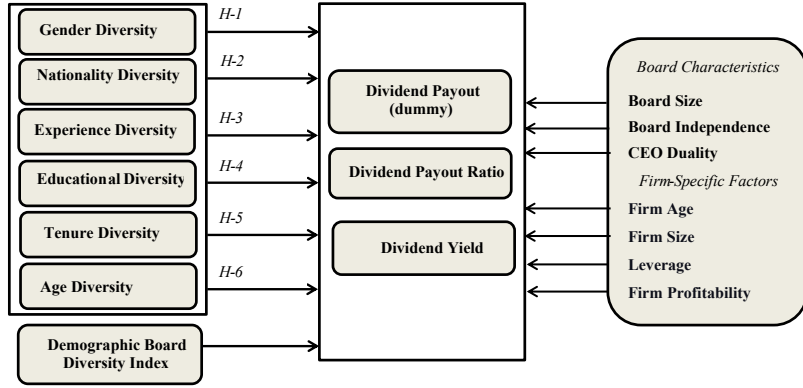 Gender Diversity
Nationality Diversity
Experience Diversity
Educational Diversity
Tenure Diversity
Age Diversity
Demographic Board
Diversity Index
H-1
H-2
H-3
H-4
H-5
H-6
Dividend Payout
(dummy)
Dividend Payout Ratio
Dividend Yield
Board Characteristics
Board Size
Board Independence
CEO Duality
Firm-Specific Factors
Firm Age
Firm Size
Leverage
Firm Profitability